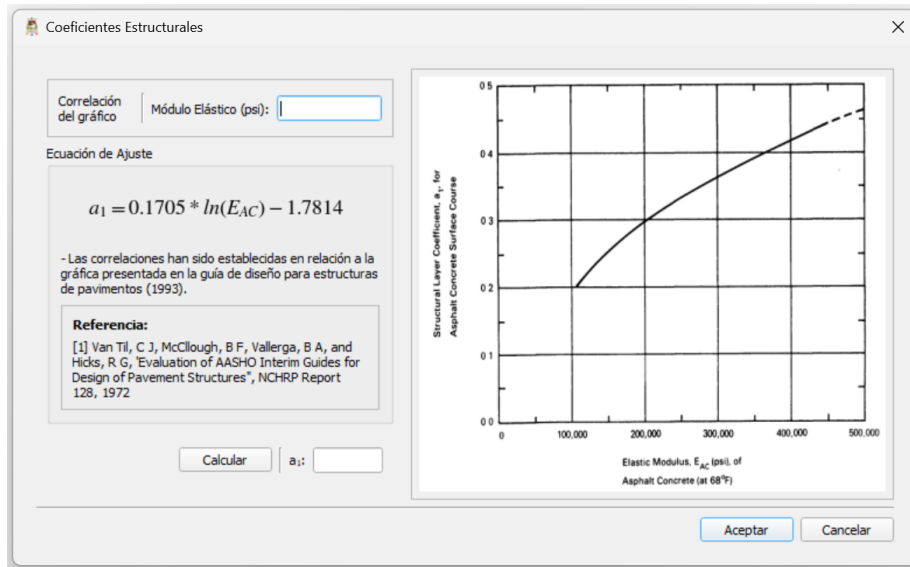 Coeficientes Estructurales
Correlación
del gráfico
Módulo Elástico (psi):
Ecuación de Ajuste
a₁ = 0.1705 * ln(E_AC) − 1.7814
- Las correlaciones han sido establecidas en relación a la
gráfica presentada en la guía de diseño para estructuras
de pavimentos (1993).
Referencia:
[1] Van Til, C J, McCllough, B F, Vallerga, B A, and
Hicks, R G, 'Evaluation of AASHO Interim Guides for
Design of Pavement Structures", NCHRP Report
128, 1972
Calcular
a₁:
Structural Layer Coefficient, a₁, for
Asphalt Concrete Surface Course
0 5
0 4
0 3
0 2
0 1
0 0
0
100,000
200,000
300,000
400,000
500,000
Elastic Modulus, E_AC (psi), of
Asphalt Concrete (at 68°F)
Aceptar
Cancelar